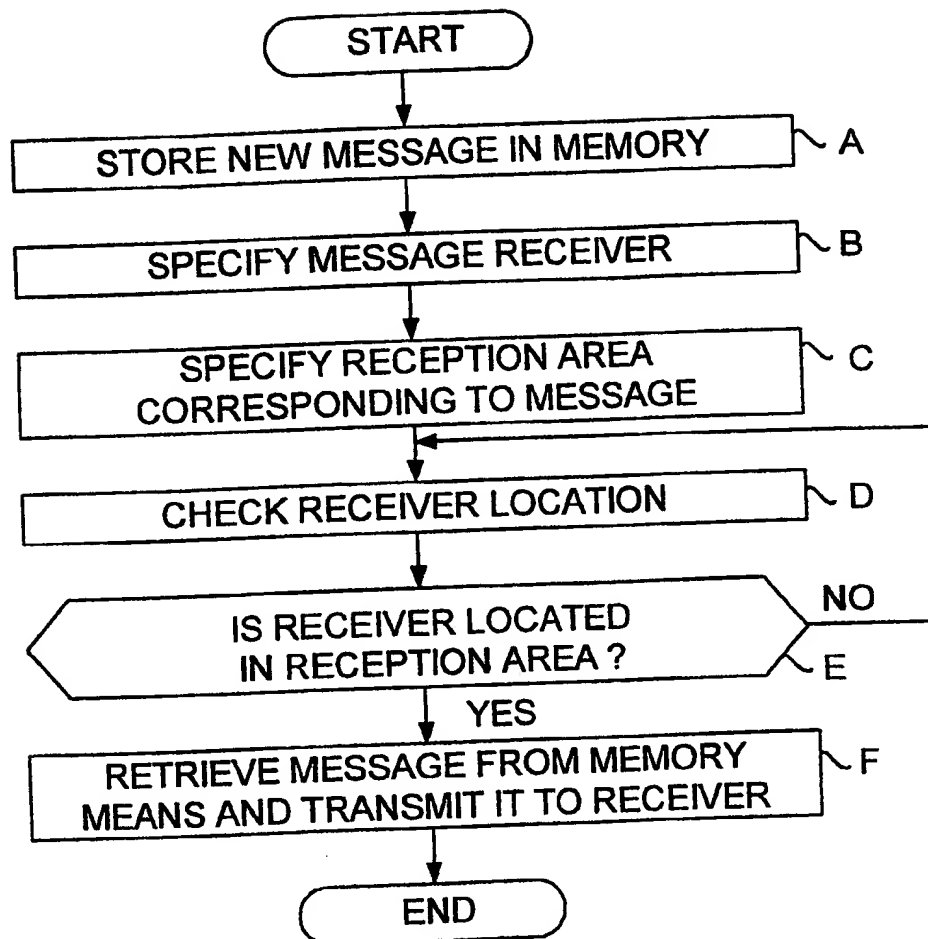 START
STORE NEW MESSAGE IN MEMORY
A
SPECIFY MESSAGE RECEIVER
B
SPECIFY RECEPTION AREA
CORRESPONDING TO MESSAGE
C
CHECK RECEIVER LOCATION
D
IS RECEIVER LOCATED
IN RECEPTION AREA ?
NO
E
YES
RETRIEVE MESSAGE FROM MEMORY
MEANS AND TRANSMIT IT TO RECEIVER
F
END